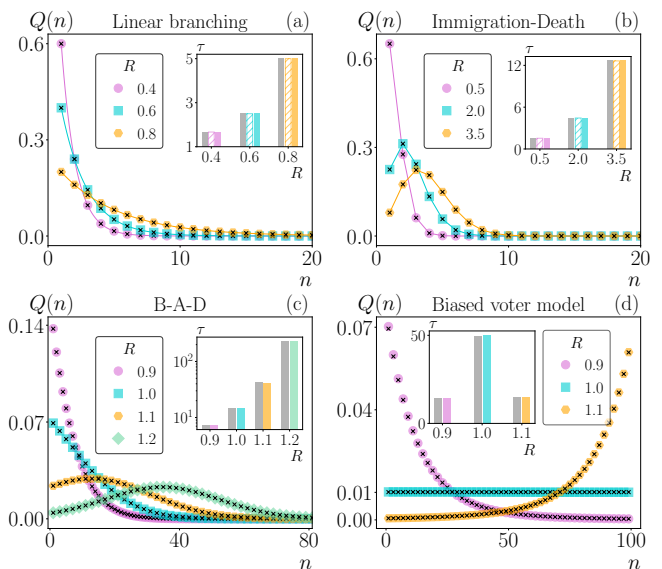 Q(n) Linear branching (a)
0.6
0.3
0.0
0 10 20
n
R
0.4
0.6
0.8
τ
5
3
1
0.4 0.6 0.8
R
Q(n) Immigration-Death (b)
0.6
0.3
0.0
0 10 20
n
R
0.5
2.0
3.5
τ
12
6
0
0.5 2.0 3.5
R
Q(n) B-A-D (c)
0.14
0.07
0.00
0 40 80
n
R
0.9
1.0
1.1
1.2
τ
10²
10¹
0.9 1.0 1.1 1.2
R
Q(n) Biased voter model (d)
0.07
0.04
0.01
0.00
0 50 100
n
τ
50
0
0.9 1.0 1.1
R
R
0.9
1.0
1.1